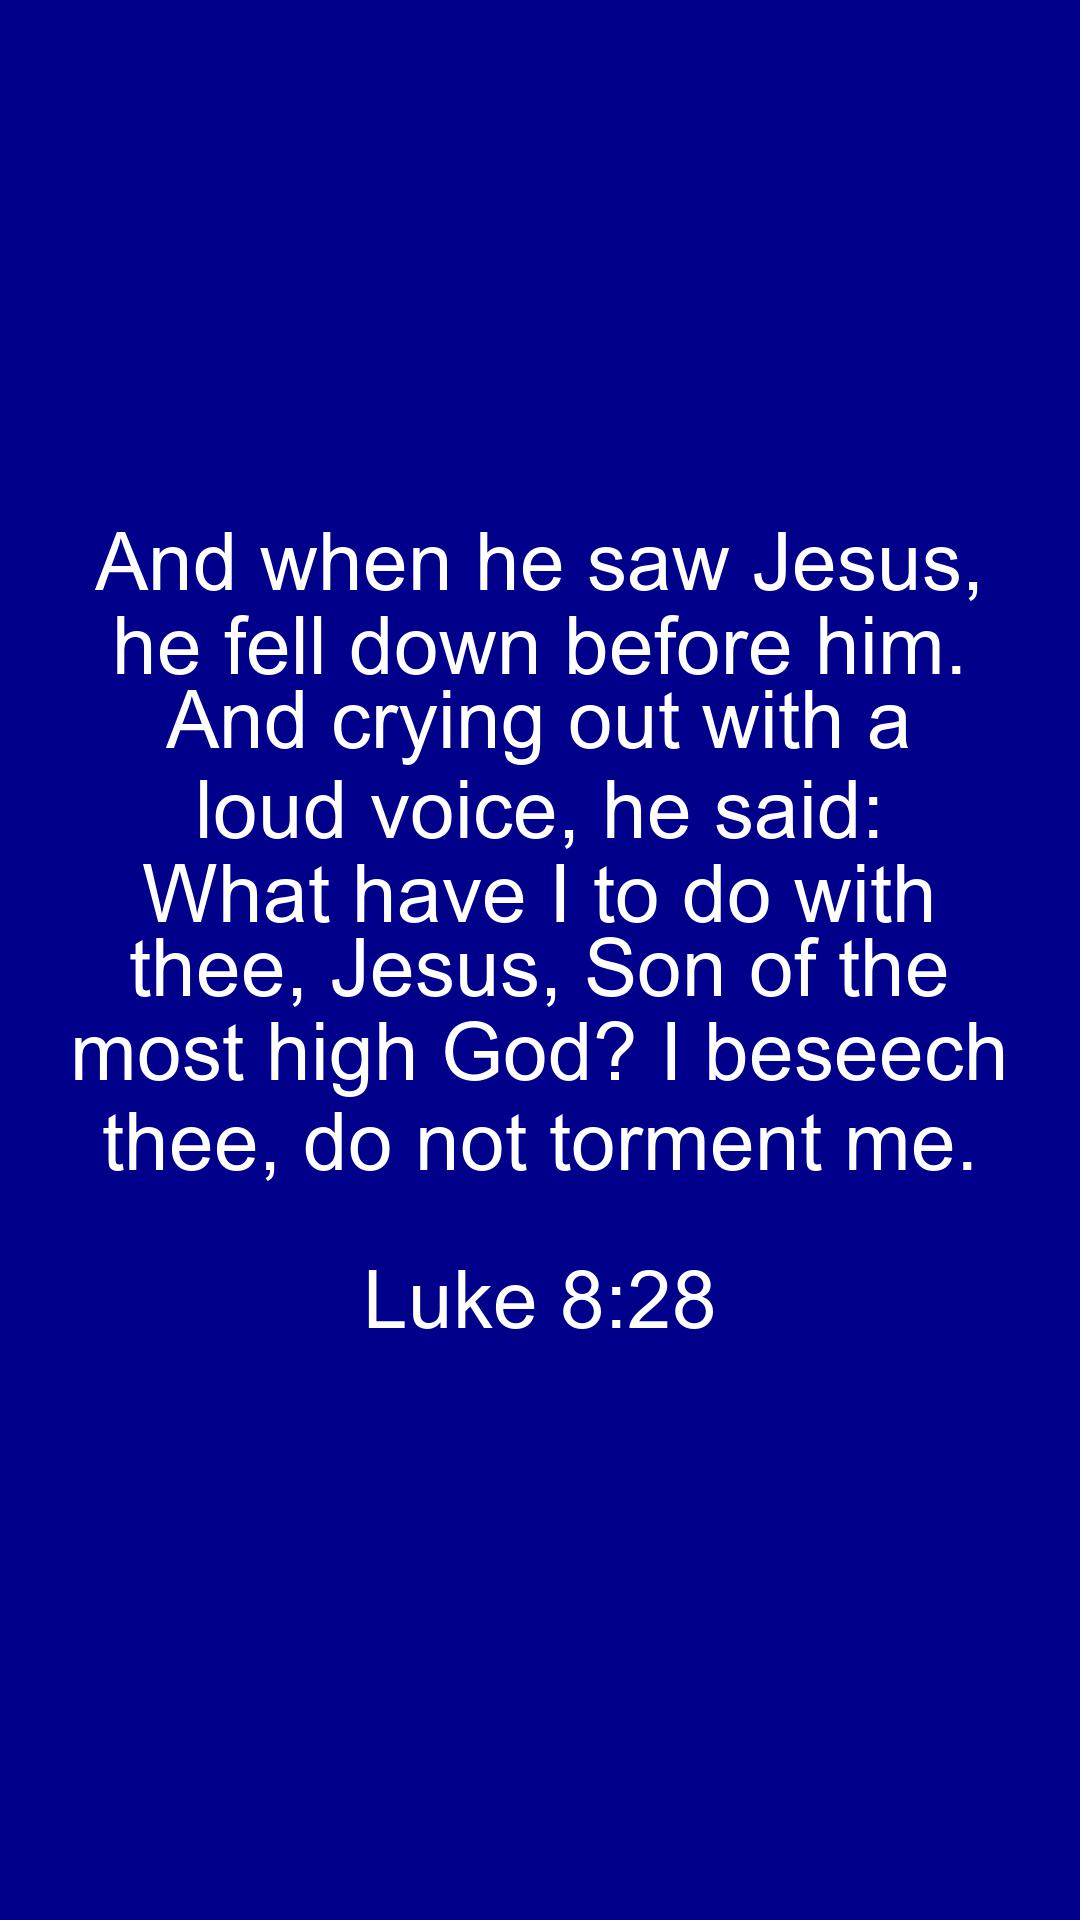 And when he saw Jesus,
he fell down before him.
And crying out with a
loud voice, he said:
What have I to do with
thee, Jesus, Son of the
most high God? I beseech
thee, do not torment me.
Luke 8:28